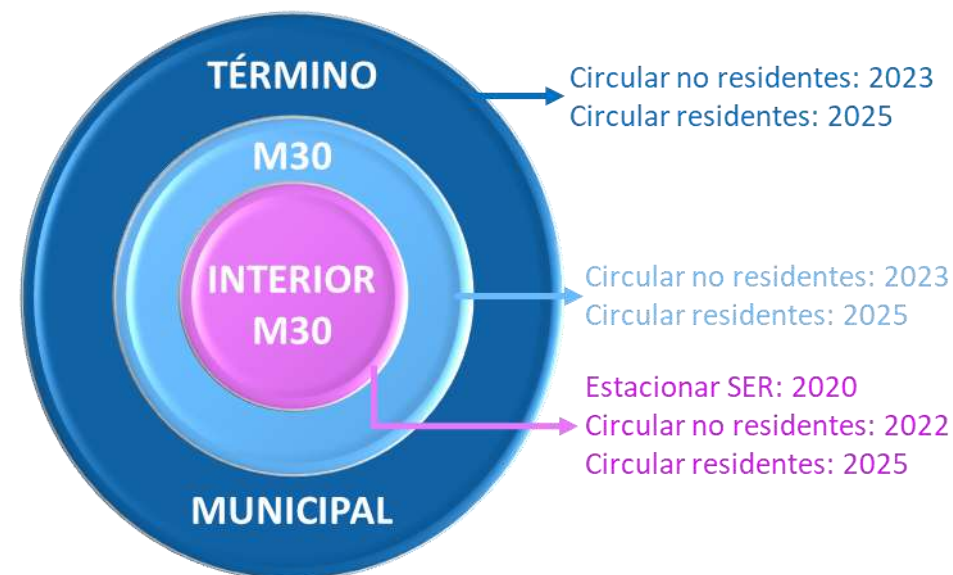 TÉRMINO
M30
INTERIOR
M30
MUNICIPAL
Circular no residentes: 2023
Circular residentes: 2025
Circular no residentes: 2023
Circular residentes: 2025
Estacionar SER: 2020
Circular no residentes: 2022
Circular residentes: 2025